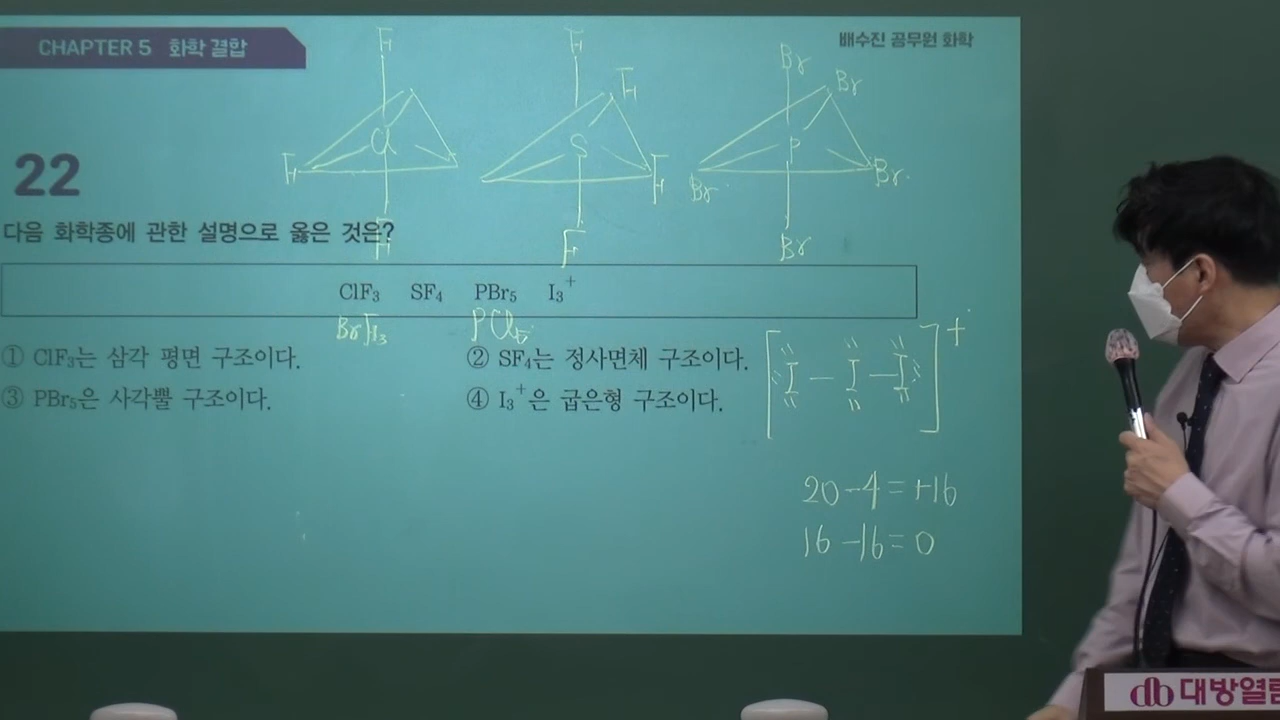 CHAPTER 5 화학 결합
배수진 공무원 화학
22
F
Cl
F
F
F
F
S
F
F
Br
Br
P
Br
Br
Br
다음 화학종에 관한 설명으로 옳은 것은?
ClF₃ SF₄ PBr₅ I₃⁺
PCl₅
① ClF₃는 삼각 평면 구조이다.
② SF₄는 정사면체 구조이다.
③ PBr₅은 사각뿔 구조이다.
④ I₃⁺은 굽은형 구조이다.
[I — I — I]+
20-4=+16
16-16=0
db 대방열림